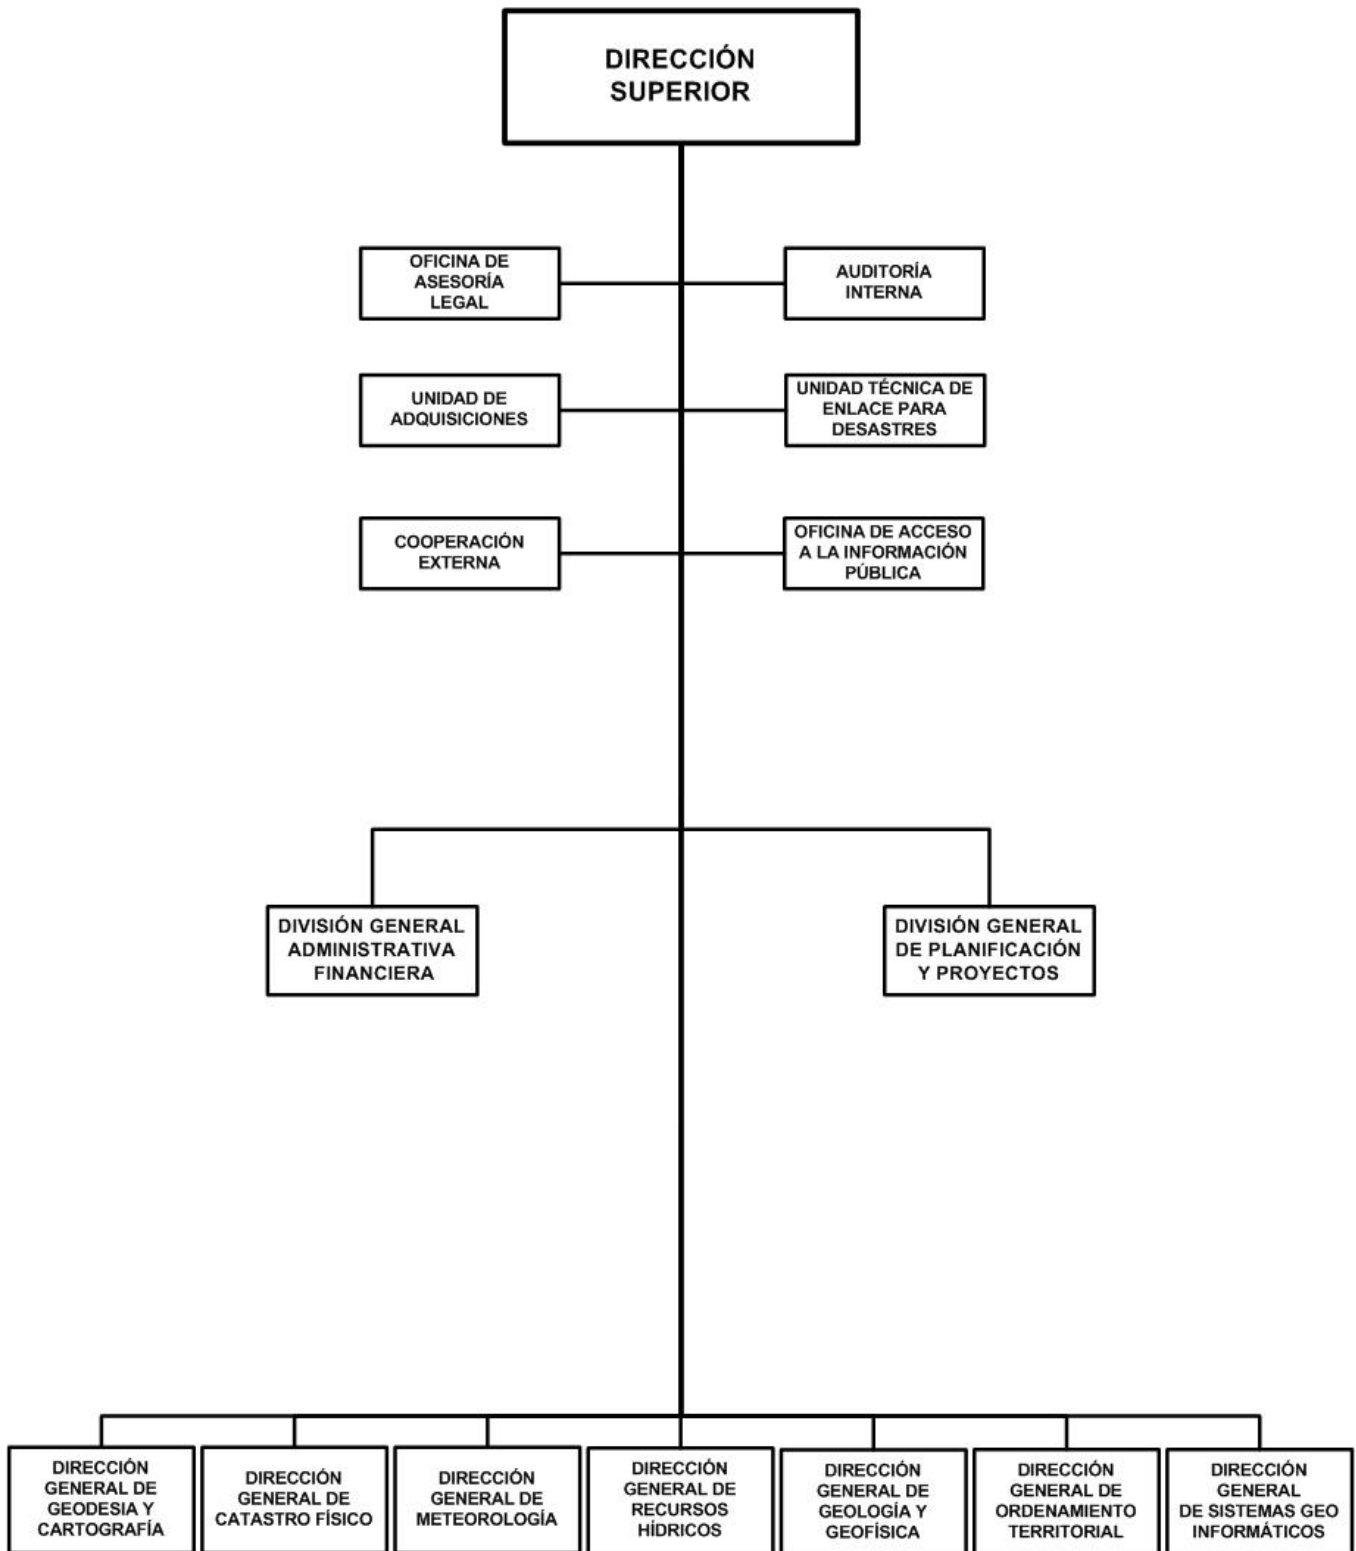 DIRECCIÓN
SUPERIOR
OFICINA DE
ASESORÍA
LEGAL
AUDITORÍA
INTERNA
UNIDAD DE
ADQUISICIONES
UNIDAD TÉCNICA DE
ENLACE PARA
DESASTRES
COOPERACIÓN
EXTERNA
OFICINA DE ACCESO
A LA INFORMACIÓN
PÚBLICA
DIVISIÓN GENERAL
ADMINISTRATIVA
FINANCIERA
DIVISIÓN GENERAL
DE PLANIFICACIÓN
Y PROYECTOS
DIRECCIÓN
GENERAL DE
GEODESIA Y
CARTOGRAFÍA
DIRECCIÓN
GENERAL DE
CATASTRO FÍSICO
DIRECCIÓN
GENERAL DE
METEOROLOGÍA
DIRECCIÓN
GENERAL DE
RECURSOS
HÍDRICOS
DIRECCIÓN
GENERAL DE
GEOLOGÍA Y
GEOFÍSICA
DIRECCIÓN
GENERAL DE
ORDENAMIENTO
TERRITORIAL
DIRECCIÓN
GENERAL
DE SISTEMAS GEO
INFORMÁTICOS